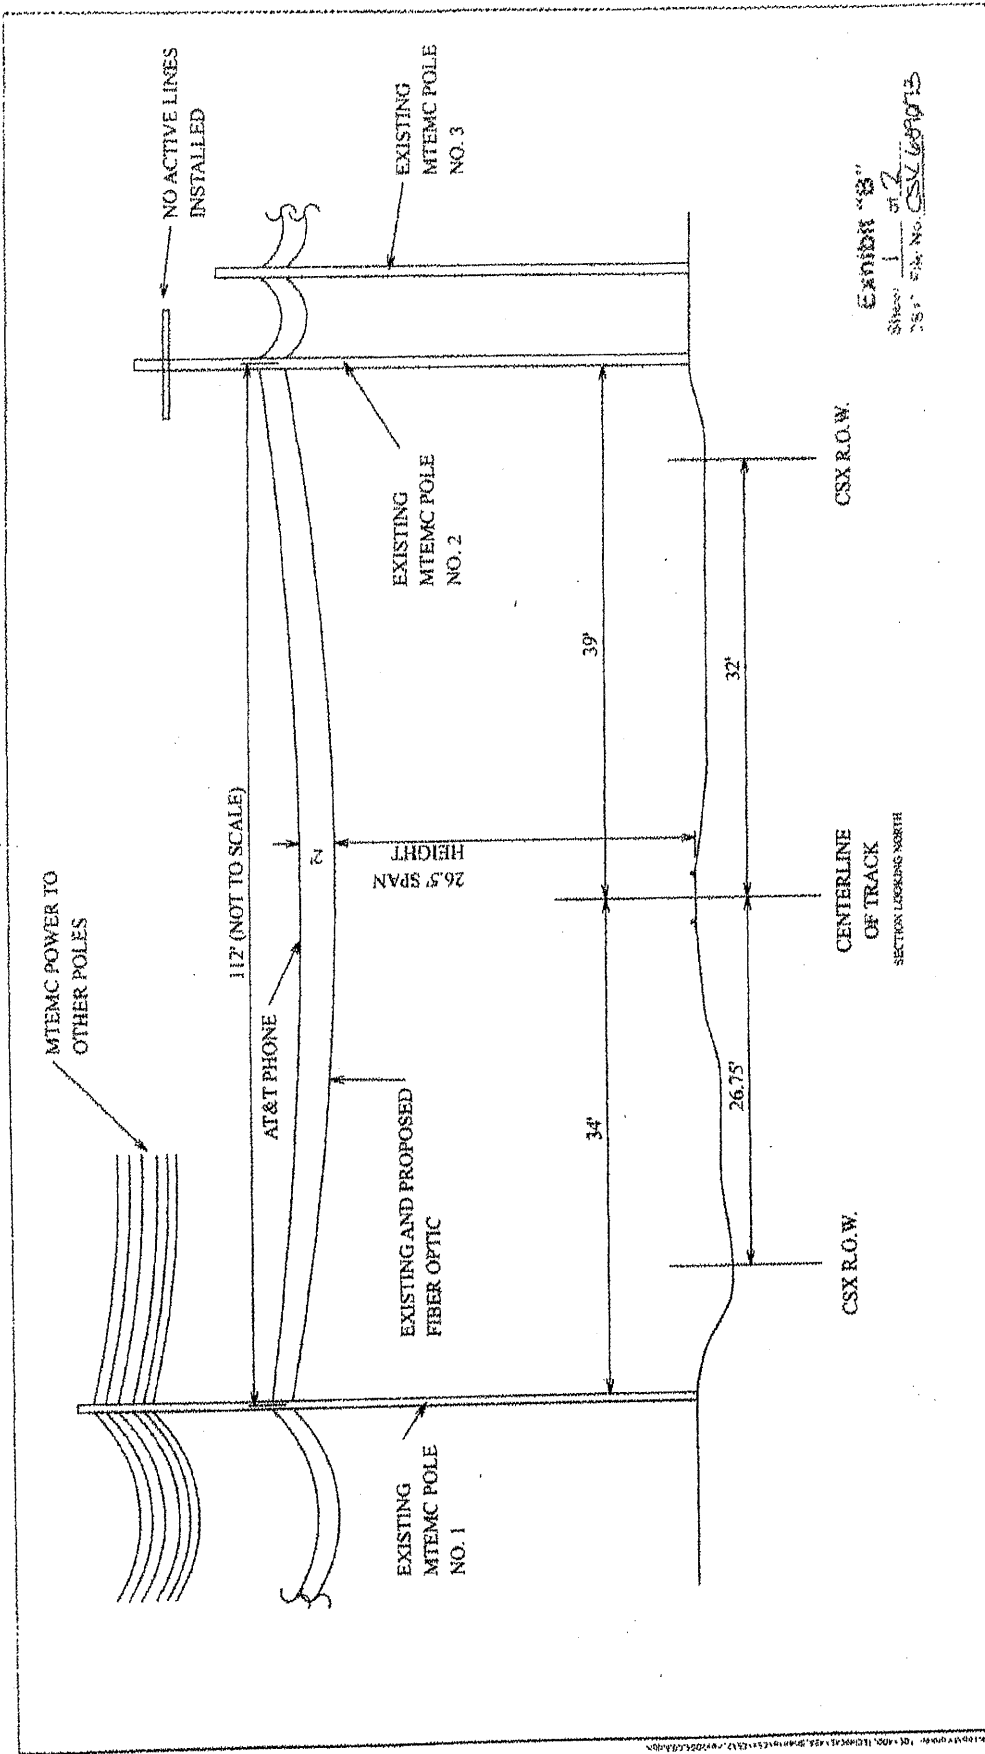 MTEMC POWER TO
OTHER POLES
NO ACTIVE LINES
INSTALLED
112' (NOT TO SCALE)
AT&T PHONE
2'
26.5' SPAN
HEIGHT
EXISTING AND PROPOSED
FIBER OPTIC
EXISTING
MTEMC POLE
NO. 1
EXISTING
MTEMC POLE
NO. 2
EXISTING
MTEMC POLE
NO. 3
34'
39'
26.75'
32'
CSX R.O.W.
CENTERLINE
OF TRACK
SECTION LOOKING NORTH
CSX R.O.W.
Exhibit "B"
Sheet 1 of 2
File No.